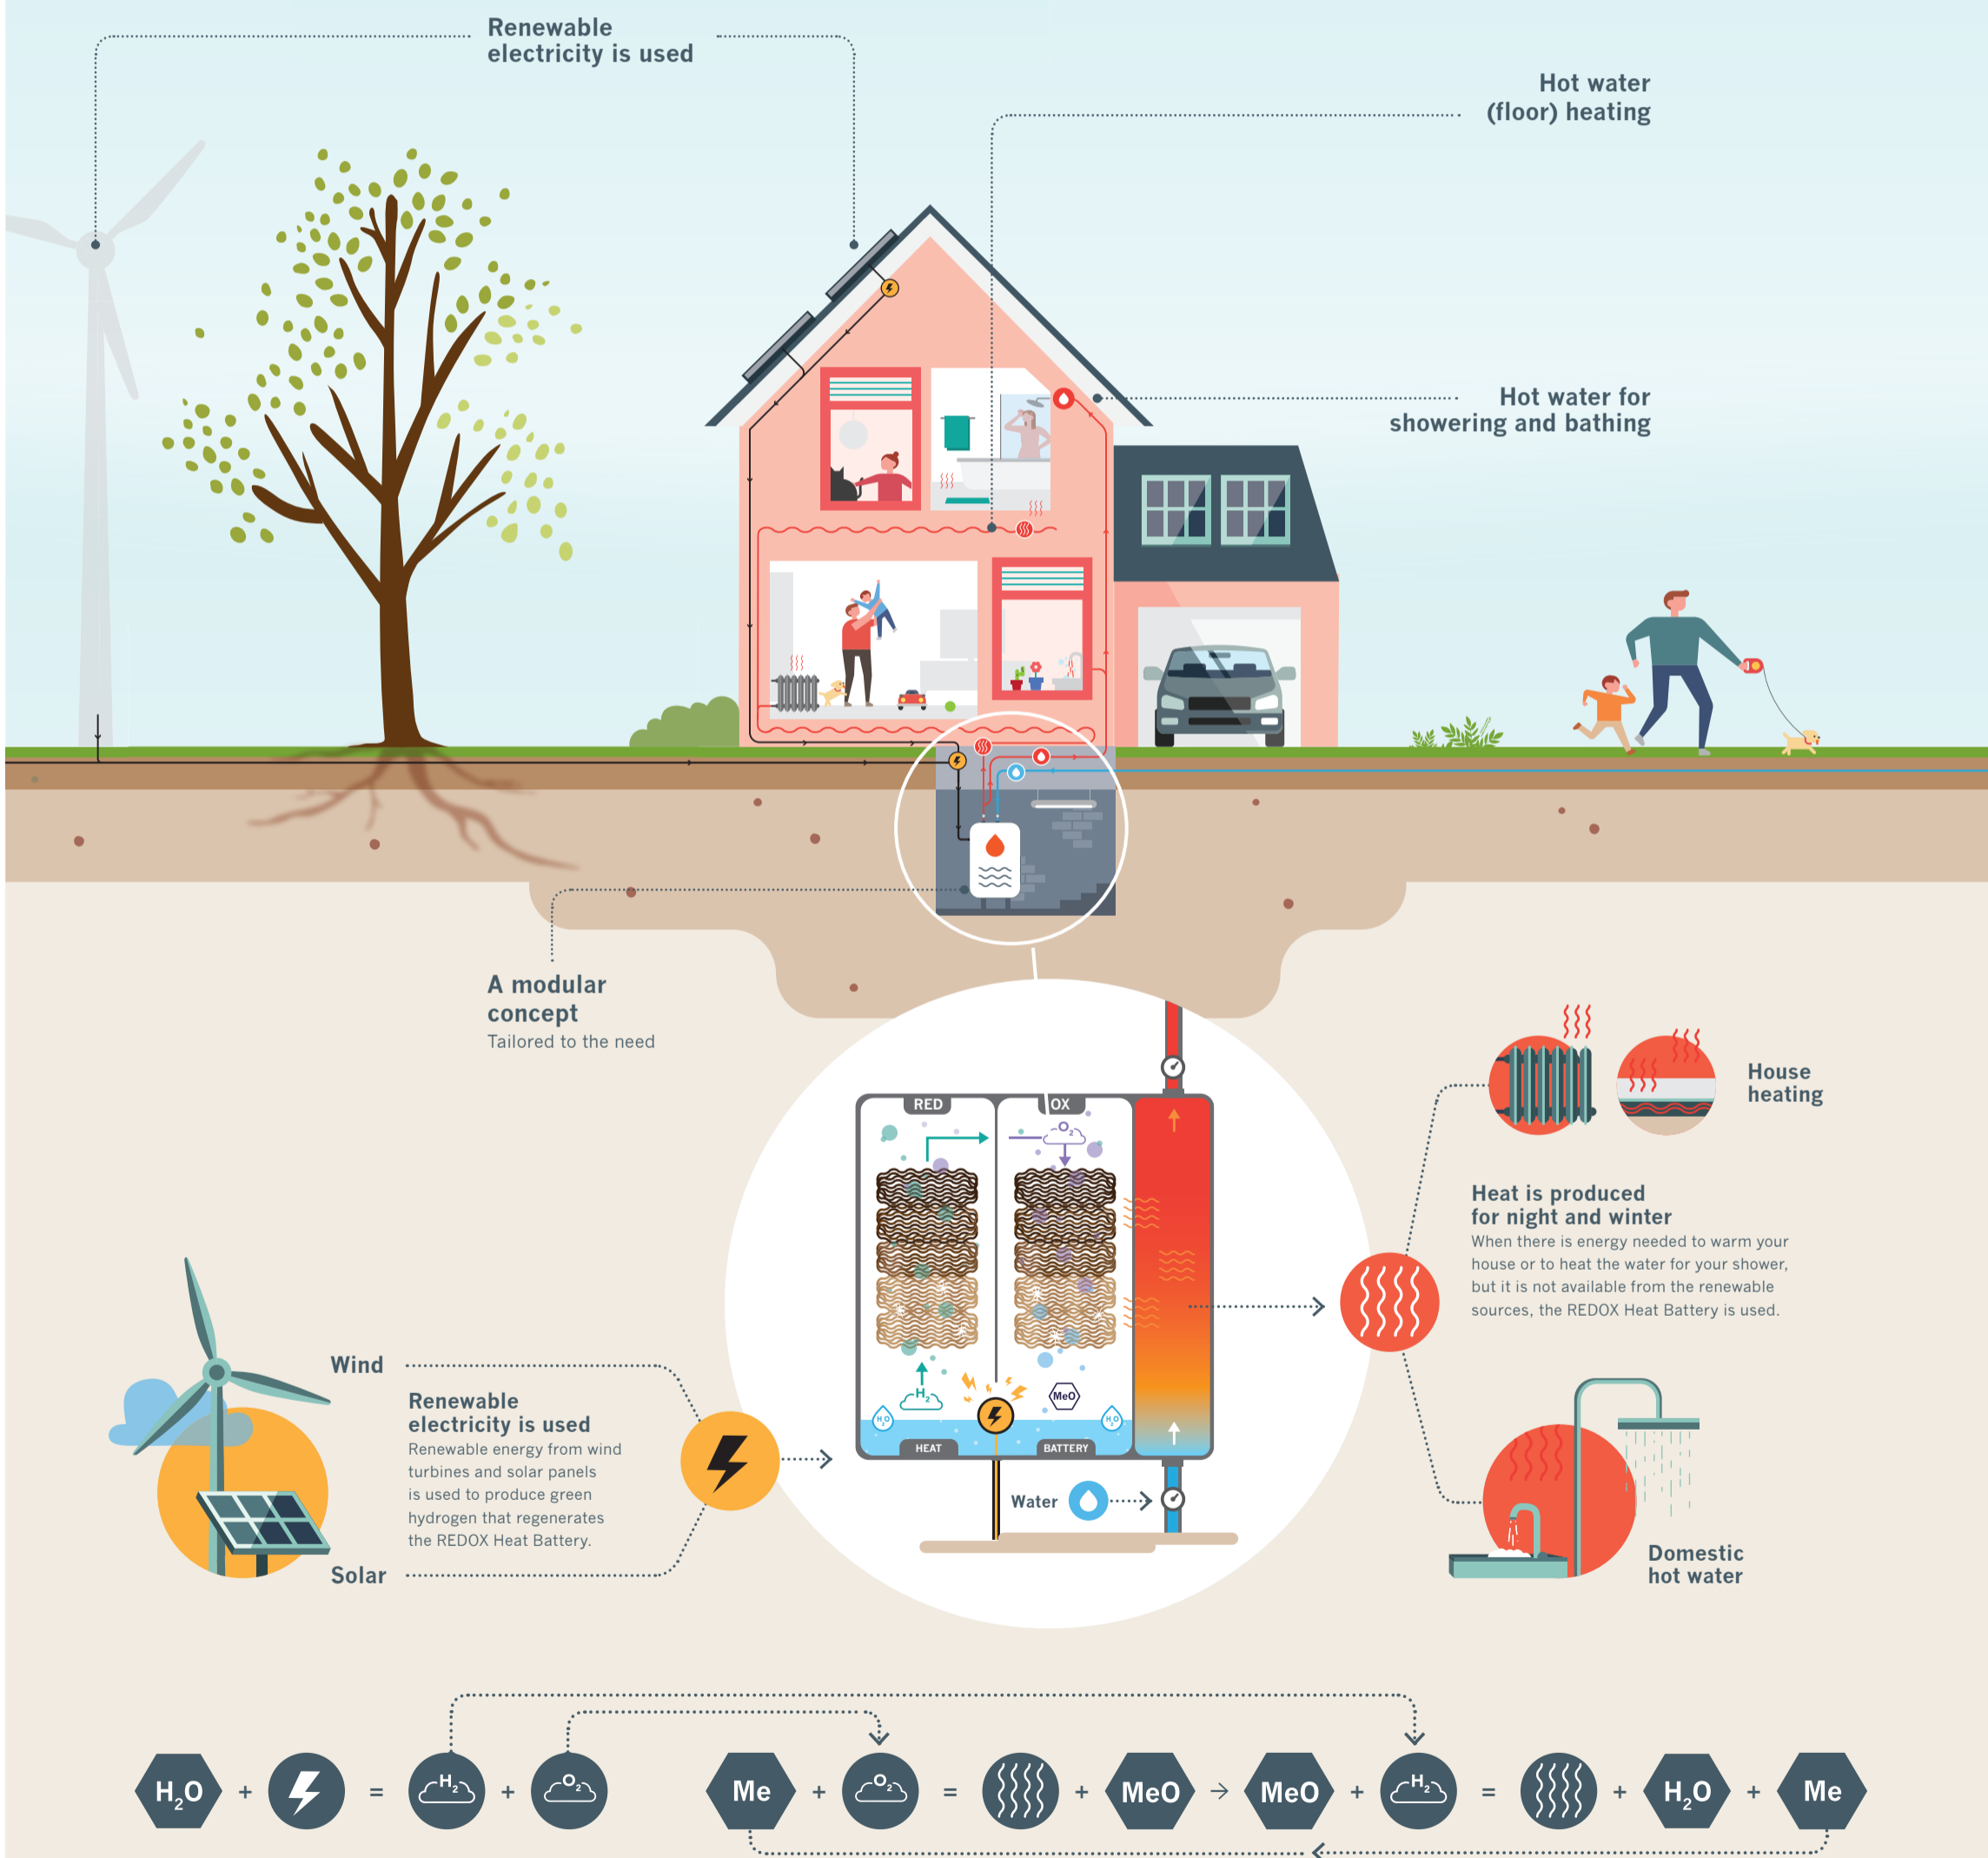 Renewable
electricity is used
Hot water
(floor) heating
Hot water for
showering and bathing
A modular
concept
Tailored to the need
House
heating
Heat is produced
for night and winter
When there is energy needed to warm your
house or to heat the water for your shower,
but it is not available from the renewable
sources, the REDOX Heat Battery is used.
RED
OX
O₂
H₂
MeO
H₂O
H₂O
HEAT
BATTERY
Water
Wind
Renewable
electricity is used
Renewable energy from wind
turbines and solar panels
is used to produce green
hydrogen that regenerates
the REDOX Heat Battery.
Solar
Domestic
hot water
H₂O + = H₂ + O₂
Me + O₂ = + MeO → MeO + H₂ = + H₂O + Me